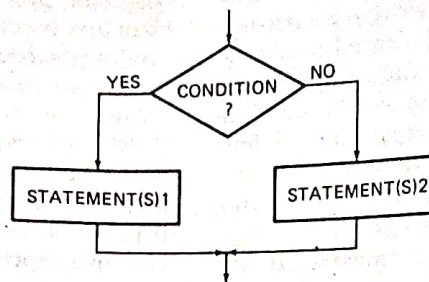 YES
CONDITION
?
NO
STATEMENT(S)1
STATEMENT(S)2